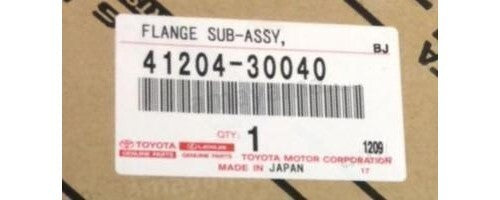 FLANGE SUB-ASSY,
BJ
41204-30040
QTY:
1
1209
TOYOTA
GENUINE PARTS
LEXUS
GENUINE PARTS
TOYOTA MOTOR CORPORATION
MADE IN JAPAN
17